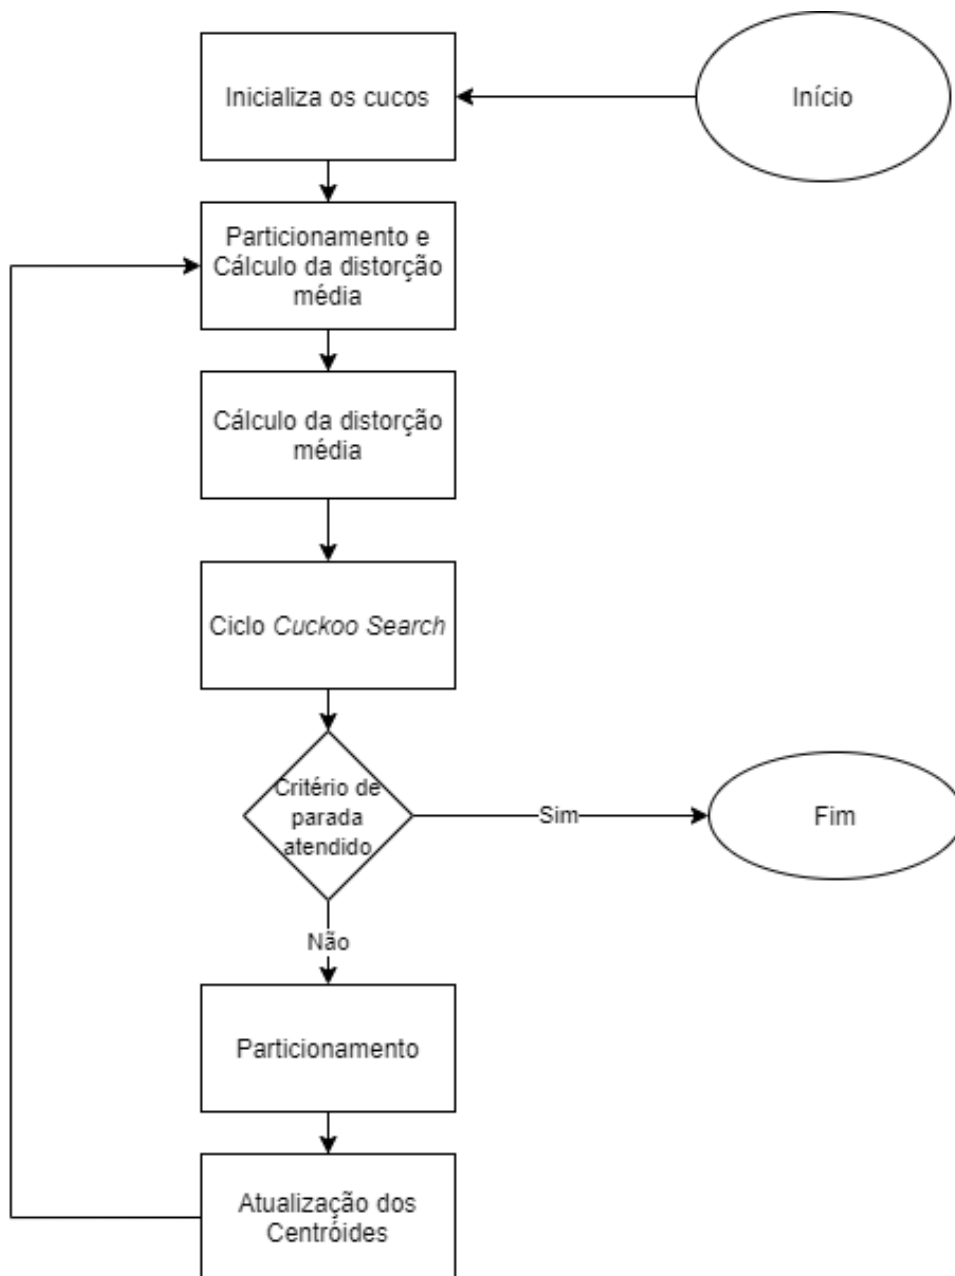 Inicializa os cucos
Início
Particionamento e
Cálculo da distorção
média
Cálculo da distorção
média
Ciclo Cuckoo Search
Critério de
parada
atendido
Sim
Fim
Não
Particionamento
Atualização dos
Centróides